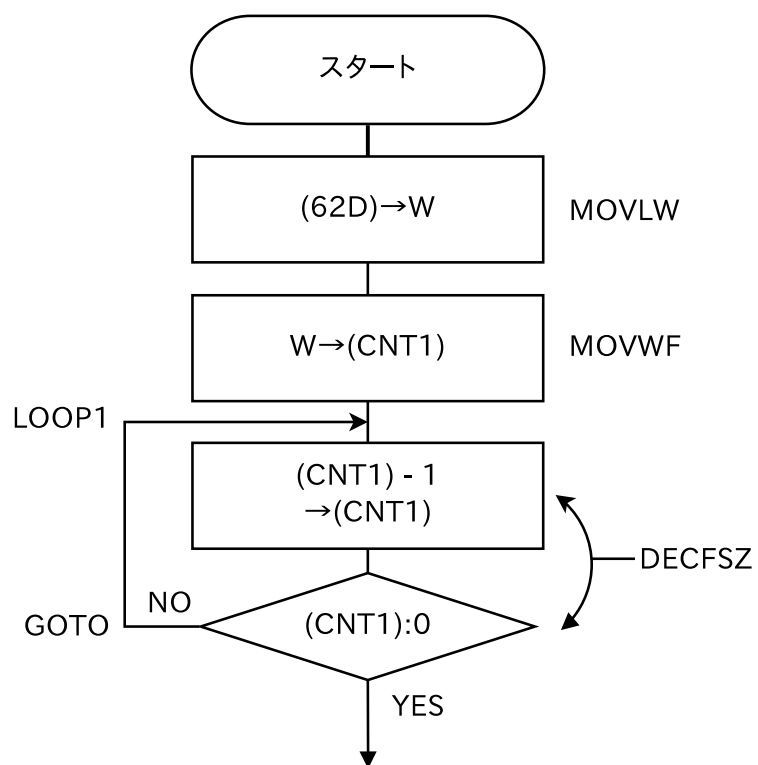 スタート
(62D)→W
MOVLW
W→(CNT1)
MOVWF
LOOP1
(CNT1) - 1
→(CNT1)
DECFSZ
NO
GOTO
(CNT1):0
YES